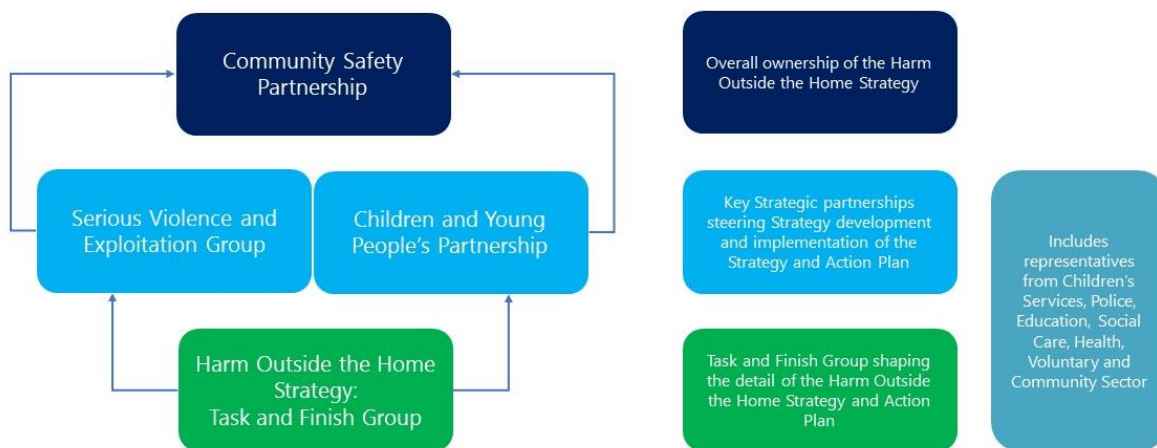 Community Safety
Partnership
Overall ownership of the Harm
Outside the Home Strategy
Serious Violence and
Exploitation Group
Children and Young
People's Partnership
Key Strategic partnerships
steering Strategy development
and implementation of the
Strategy and Action Plan
Includes
representatives
from Children's
Services, Police,
Education, Social
Care, Health,
Voluntary and
Community Sector
Harm Outside the Home
Strategy:
Task and Finish Group
Task and Finish Group shaping
the detail of the Harm Outside
the Home Strategy and Action
Plan